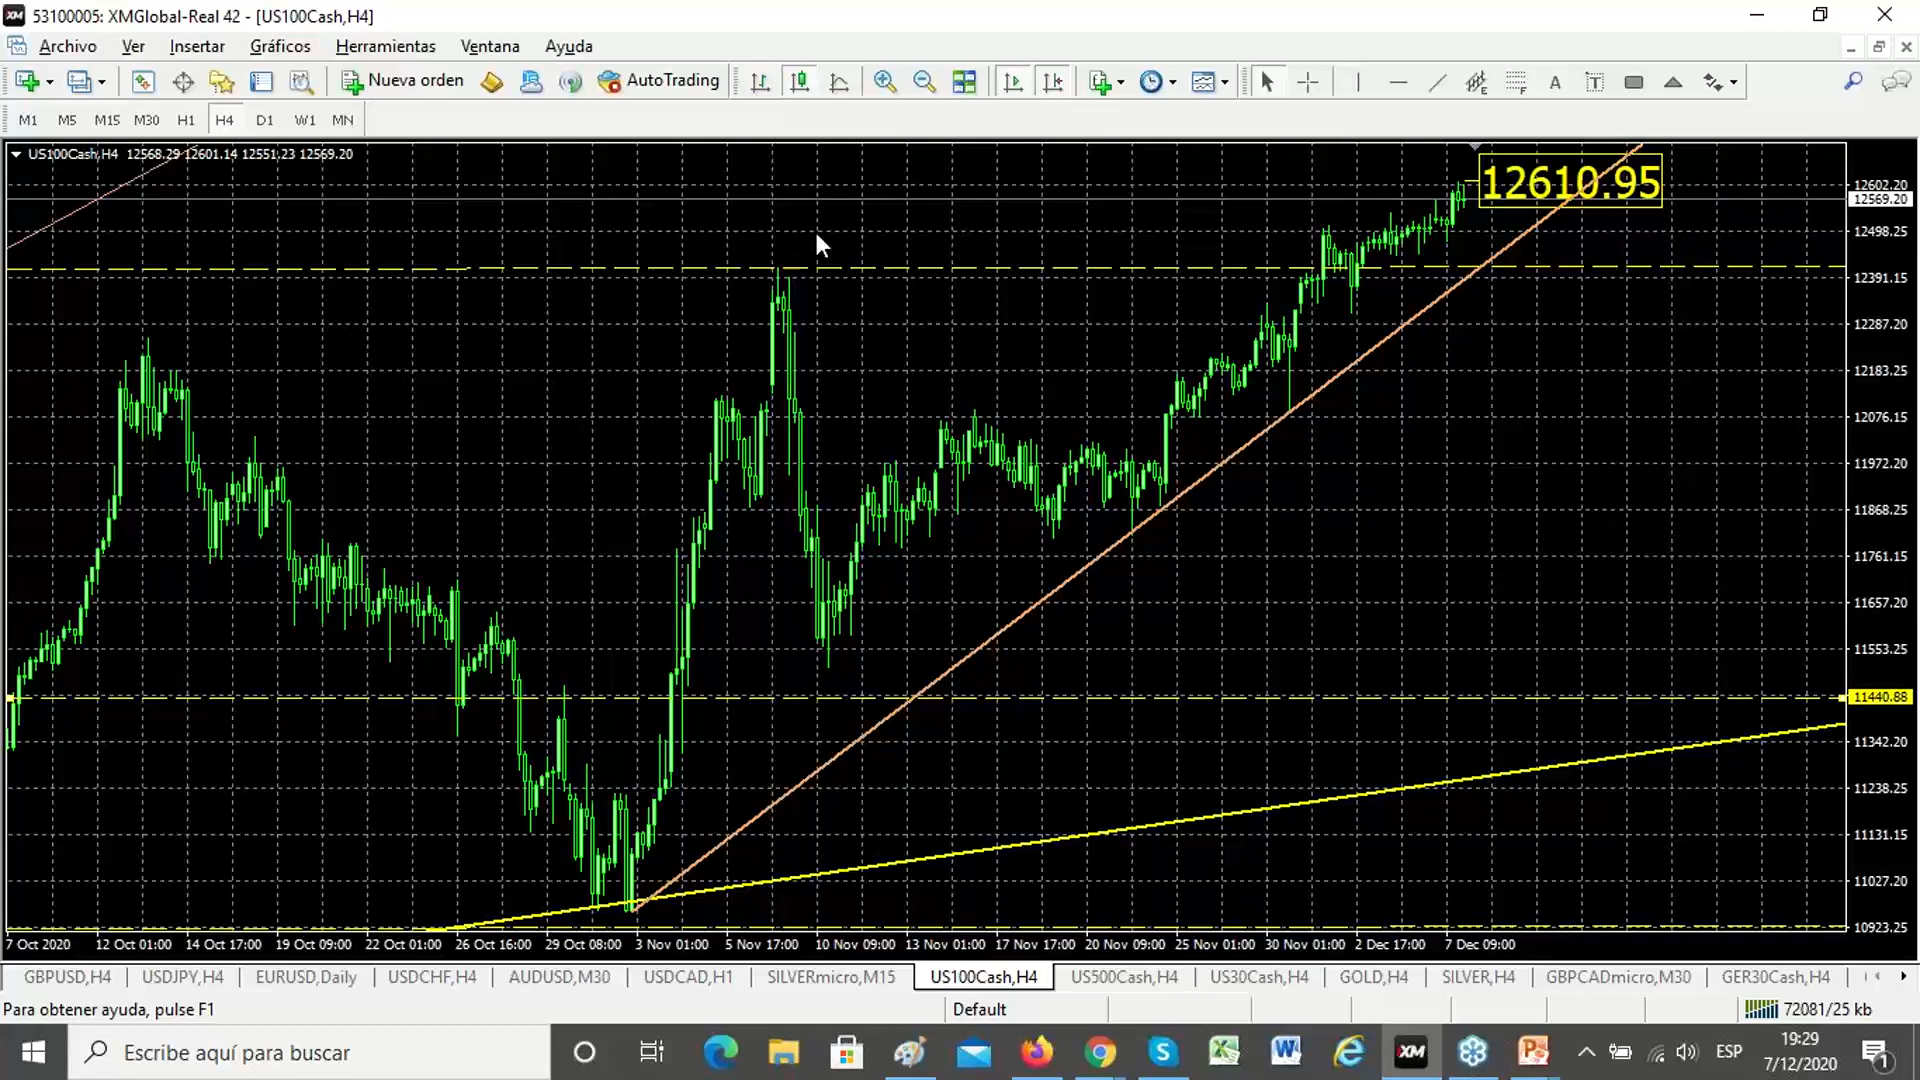 53100005: XMGlobal-Real 42 - [US100Cash,H4]
Archivo Ver Insertar Gráficos Herramientas Ventana Ayuda
Nueva orden AutoTrading
M1 M5 M15 M30 H1 H4 D1 W1 MN
US100Cash,H4 12568.29 12601.14 12551.23 12569.20
12610.95
12602.20
12569.20
12498.25
12391.15
12287.20
12183.25
12076.15
11972.20
11868.25
11761.15
11657.20
11553.25
11440.88
11342.20
11238.25
11131.15
11027.20
10923.25
7 Oct 2020 12 Oct 01:00 14 Oct 17:00 19 Oct 09:00 22 Oct 01:00 26 Oct 16:00 29 Oct 08:00 3 Nov 01:00 5 Nov 17:00 10 Nov 09:00 13 Nov 01:00 17 Nov 17:00 20 Nov 09:00 25 Nov 01:00 30 Nov 01:00 2 Dec 17:00 7 Dec 09:00
GBPUSD,H4 USDJPY,H4 EURUSD,Daily USDCHF,H4 AUDUSD,M30 USDCAD,H1 SILVERmicro,M15 US100Cash,H4 US500Cash,H4 US30Cash,H4 GOLD,H4 SILVER,H4 GBPCADmicro,M30 GER30Cash,H4
Para obtener ayuda, pulse F1 Default 72081/25 kb
Escribe aquí para buscar ESP 19:29
7/12/2020 1